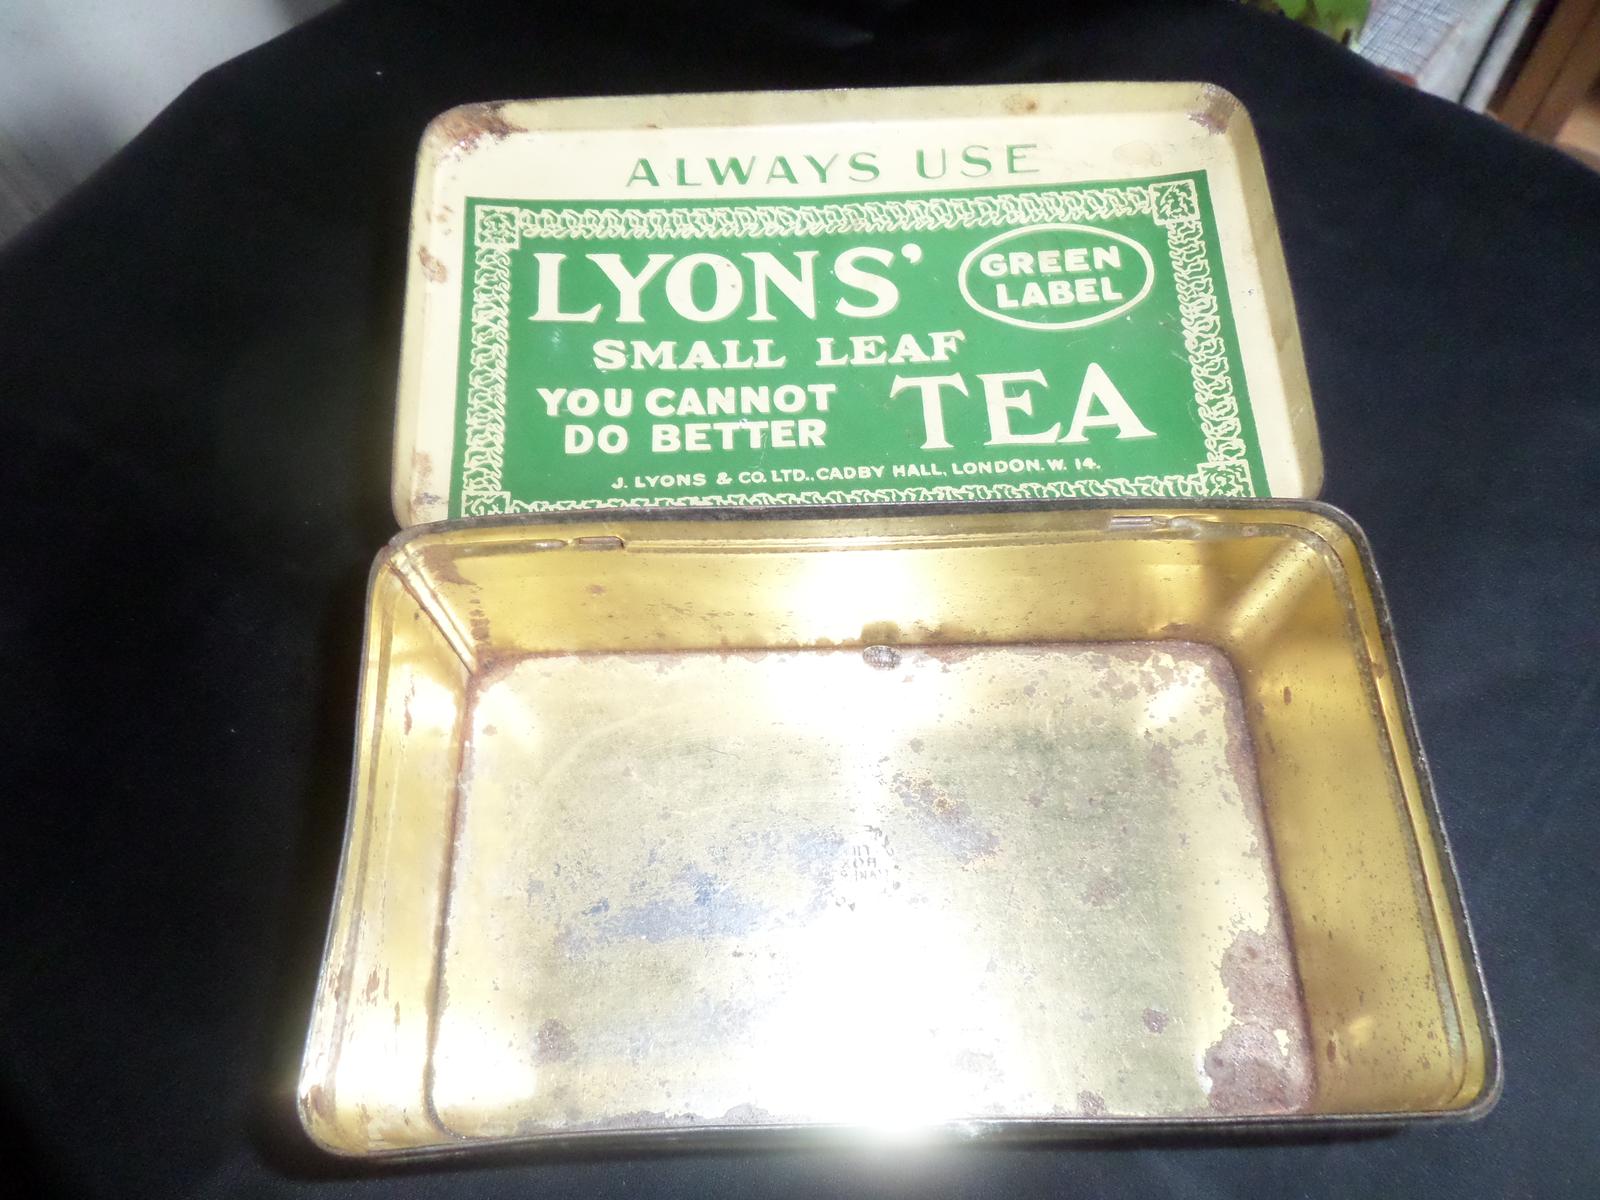 ALWAYS USE
LYONS'
GREEN
LABEL
SMALL LEAF
YOU CANNOT
DO BETTER
TEA
J. LYONS & CO. LTD., CADBY HALL, LONDON. W. 14.